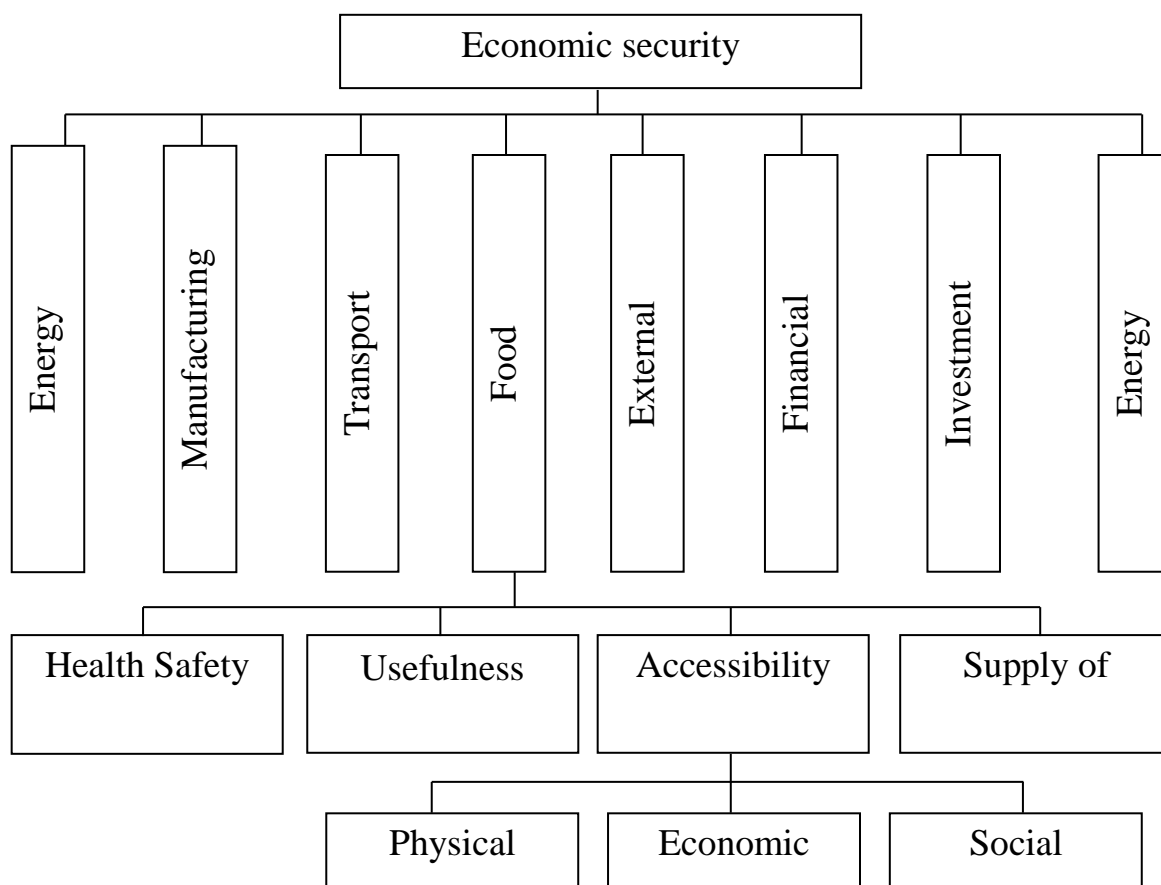 Economic security
Energy
Manufacturing
Transport
Food
External
Financial
Investment
Energy
Health Safety
Usefulness
Accessibility
Supply of
Physical
Economic
Social